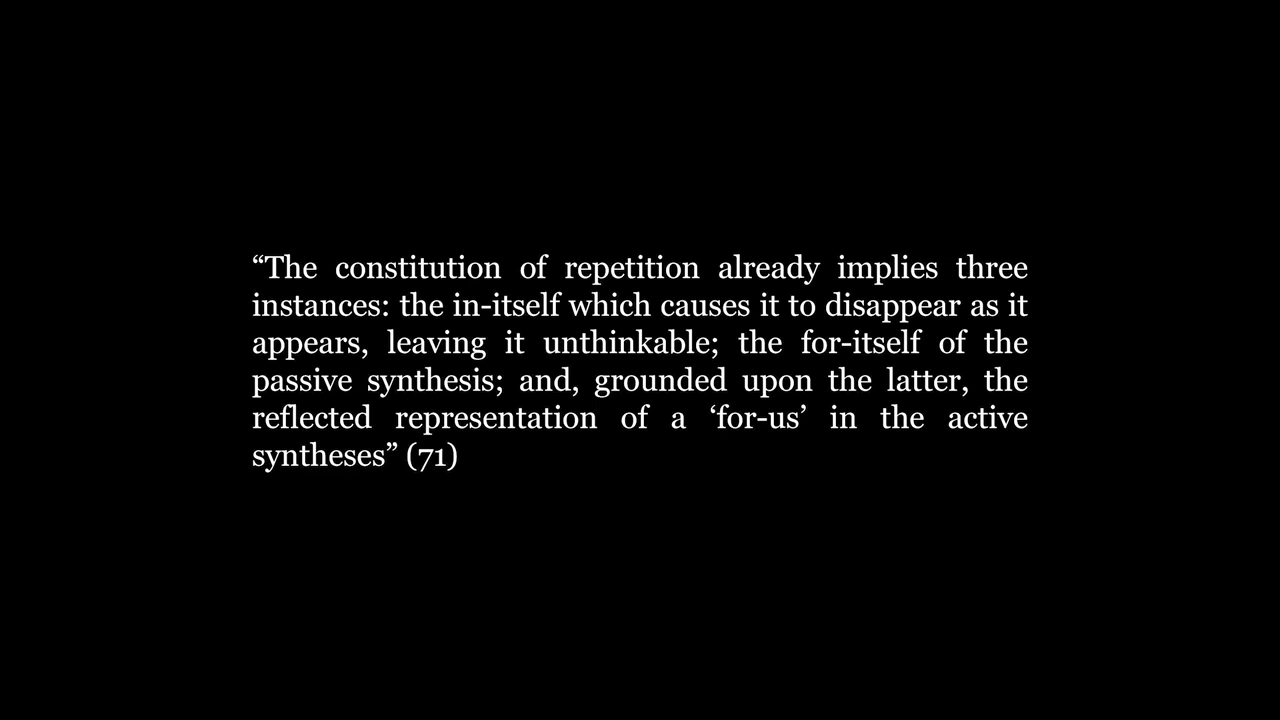 “The constitution of repetition already implies three
instances: the in-itself which causes it to disappear as it
appears, leaving it unthinkable; the for-itself of the
passive synthesis; and, grounded upon the latter, the
reflected representation of a ‘for-us’ in the active
syntheses” (71)